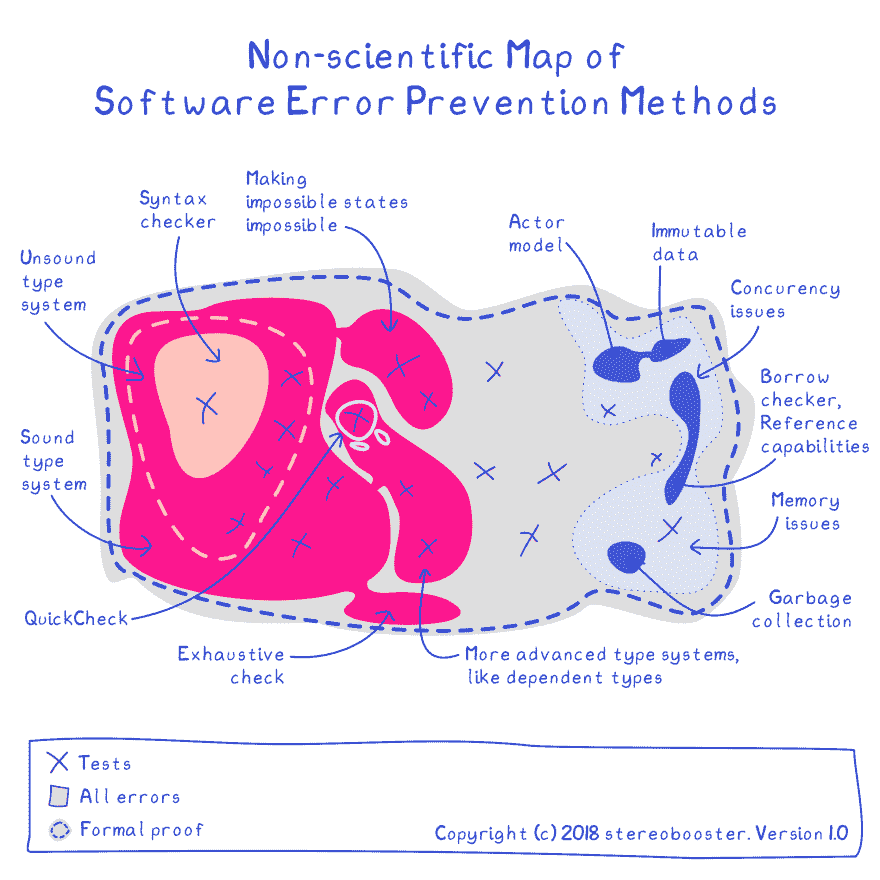 Non-scientific Map of
Software Error Prevention Methods
Making
impossible states
impossible
Syntax
checker
Actor
model
Immutable
data
Unsound
type
system
Concurency
issues
Borrow
checker,
Reference
capabilities
Sound
type
system
Memory
issues
QuickCheck
Garbage
collection
Exhaustive
check
More advanced type systems,
like dependent types
Tests
All errors
Formal proof
Copyright (c) 2018 stereobooster. Version 1.0